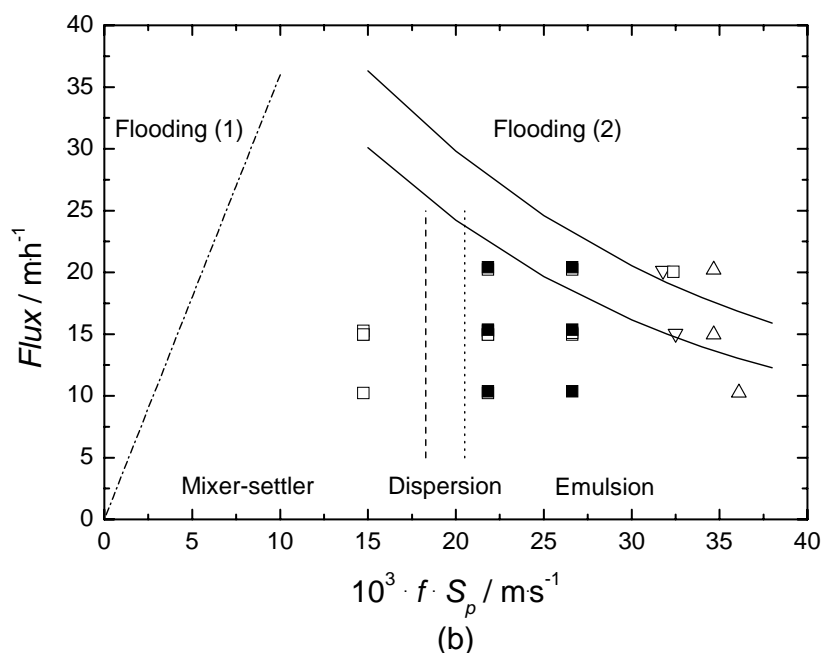 40
35
30
25
20
15
10
5
0
Flux / m·h⁻¹
Flooding (1)
Flooding (2)
Mixer-settler
Dispersion
Emulsion
0 5 10 15 20 25 30 35 40
10³ · f · Sₚ / m·s⁻¹
(b)